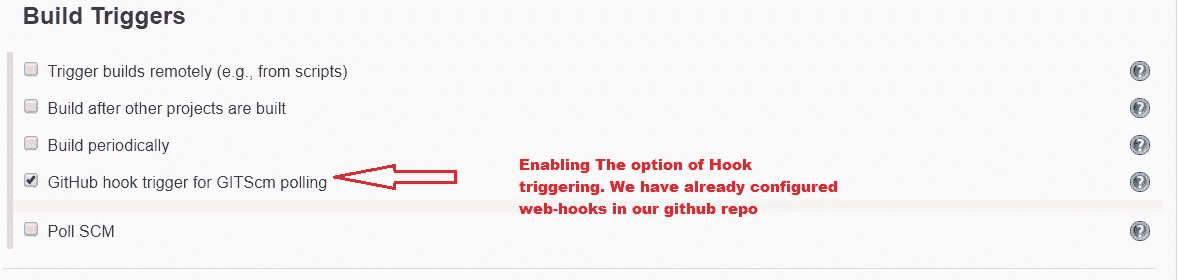 Build Triggers
Trigger builds remotely (e.g., from scripts)
Build after other projects are built
Build periodically
GitHub hook trigger for GITScm polling
Enabling The option of Hook
triggering. We have already configured
web-hooks in our github repo
Poll SCM